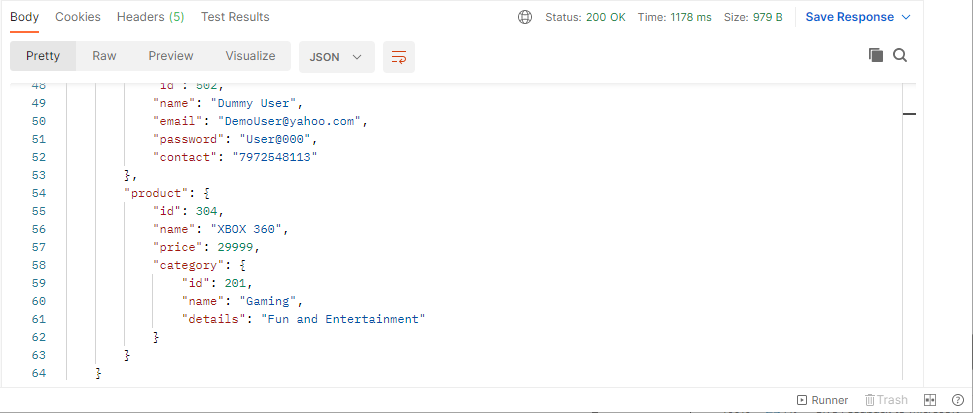 Body Cookies Headers (5) Test Results Status: 200 OK Time: 1178 ms Size: 979 B Save Response
Pretty Raw Preview Visualize JSON
48 "id": 502,
49 "name": "Dummy User",
50 "email": "DemoUser@yahoo.com",
51 "password": "User@000",
52 "contact": "7972548113"
53 },
54 "product": {
55 "id": 304,
56 "name": "XBOX 360",
57 "price": 29999,
58 "category": {
59 "id": 201,
60 "name": "Gaming",
61 "details": "Fun and Entertainment"
62 }
63 }
64 }
Runner Trash